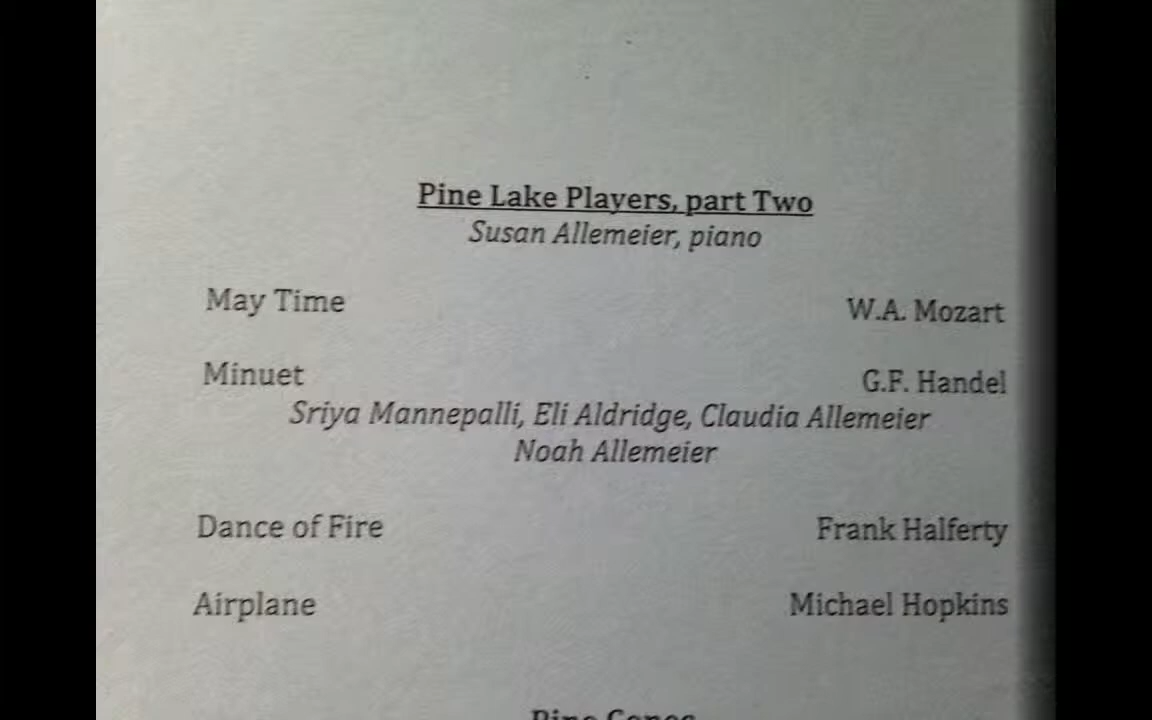 Pine Lake Players, part Two
Susan Allemeier, piano
May Time W.A. Mozart
Minuet G.F. Handel
Sriya Mannepalli, Eli Aldridge, Claudia Allemeier
Noah Allemeier
Dance of Fire Frank Halferty
Airplane Michael Hopkins